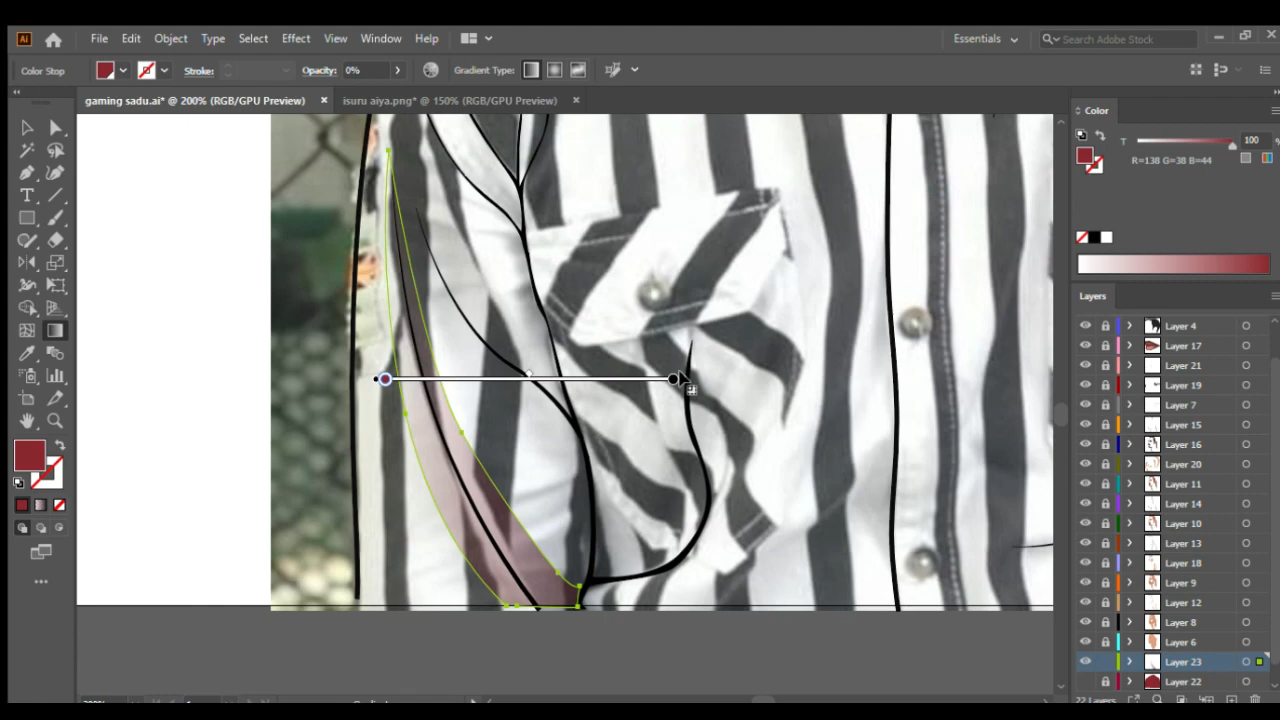 Ai File Edit Object Type Select Effect View Window Help Essentials Search Adobe Stock
Color Stop Stroke: Opacity: 0% Gradient Type:
gaming sadu.ai* @ 200% (RGB/GPU Preview) × isuru aiya.png* @ 150% (RGB/GPU Preview) ×
Color
T 100 %
R=138 G=38 B=44
Layers
Layer 4
Layer 17
Layer 21
Layer 19
Layer 7
Layer 15
Layer 16
Layer 20
Layer 11
Layer 14
Layer 10
Layer 13
Layer 18
Layer 9
Layer 12
Layer 8
Layer 6
Layer 23
Layer 22
22 Layers